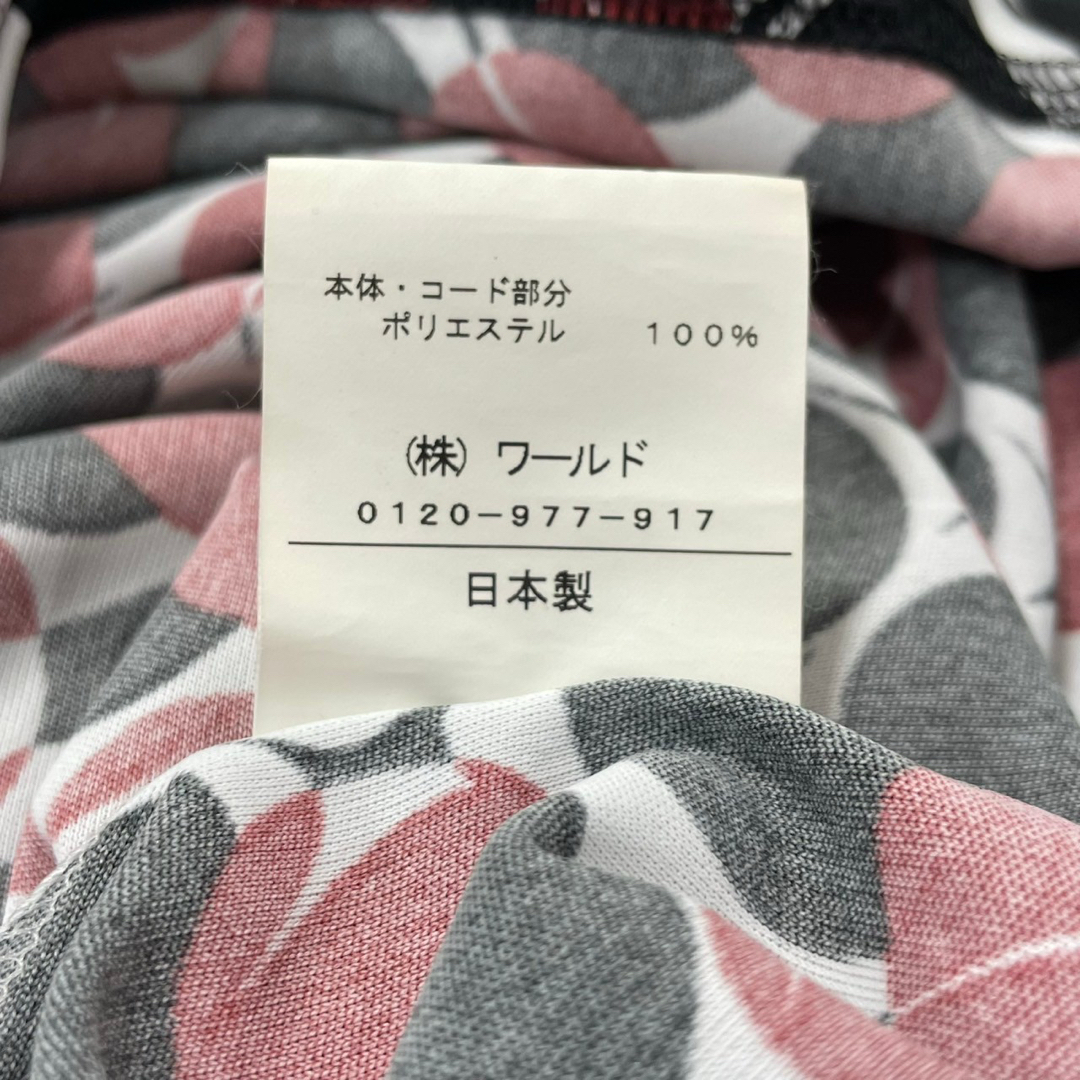 本体・コード部分
ポリエステル　　１００％
（株）ワールド
０１２０－９７７－９１７
日本製